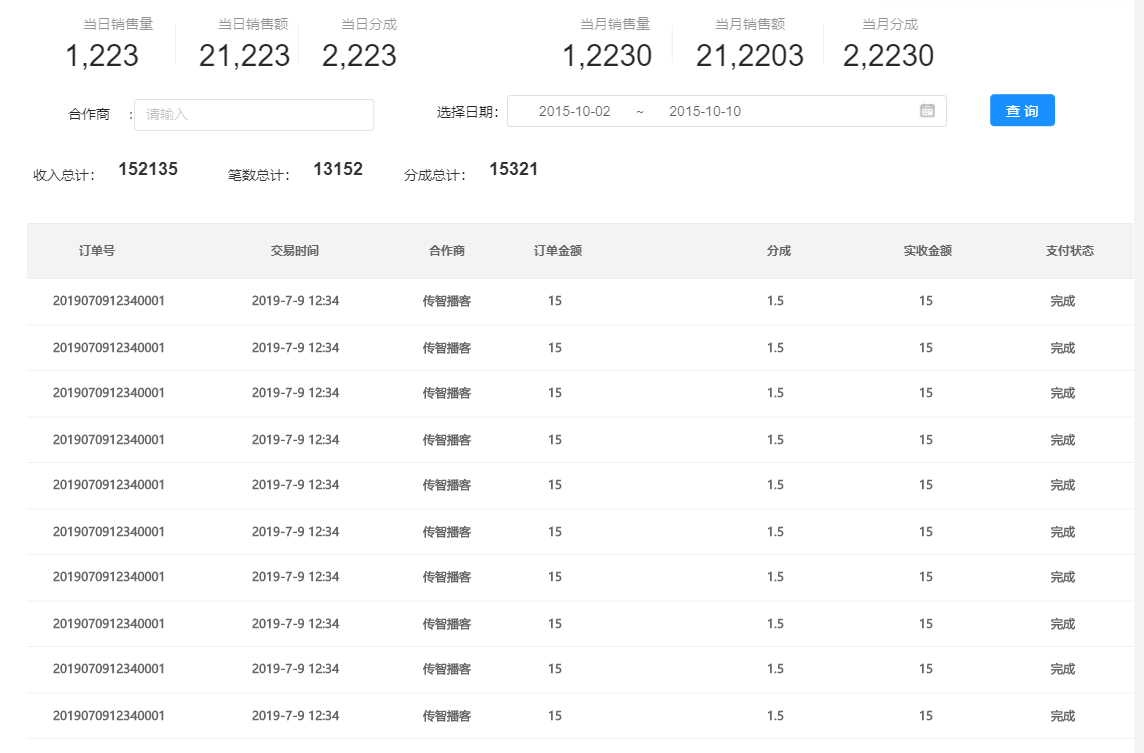 当日销售量 当日销售额 当日分成 当月销售量 当月销售额 当月分成
1,223 21,223 2,223 1,2230 21,2203 2,2230
合作商 : 请输入 选择日期: 2015-10-02 ~ 2015-10-10 查 询
收入总计: 152135 笔数总计: 13152 分成总计: 15321
订单号 交易时间 合作商 订单金额 分成 实收金额 支付状态
2019070912340001 2019-7-9 12:34 传智播客 15 1.5 15 完成
2019070912340001 2019-7-9 12:34 传智播客 15 1.5 15 完成
2019070912340001 2019-7-9 12:34 传智播客 15 1.5 15 完成
2019070912340001 2019-7-9 12:34 传智播客 15 1.5 15 完成
2019070912340001 2019-7-9 12:34 传智播客 15 1.5 15 完成
2019070912340001 2019-7-9 12:34 传智播客 15 1.5 15 完成
2019070912340001 2019-7-9 12:34 传智播客 15 1.5 15 完成
2019070912340001 2019-7-9 12:34 传智播客 15 1.5 15 完成
2019070912340001 2019-7-9 12:34 传智播客 15 1.5 15 完成
2019070912340001 2019-7-9 12:34 传智播客 15 1.5 15 完成